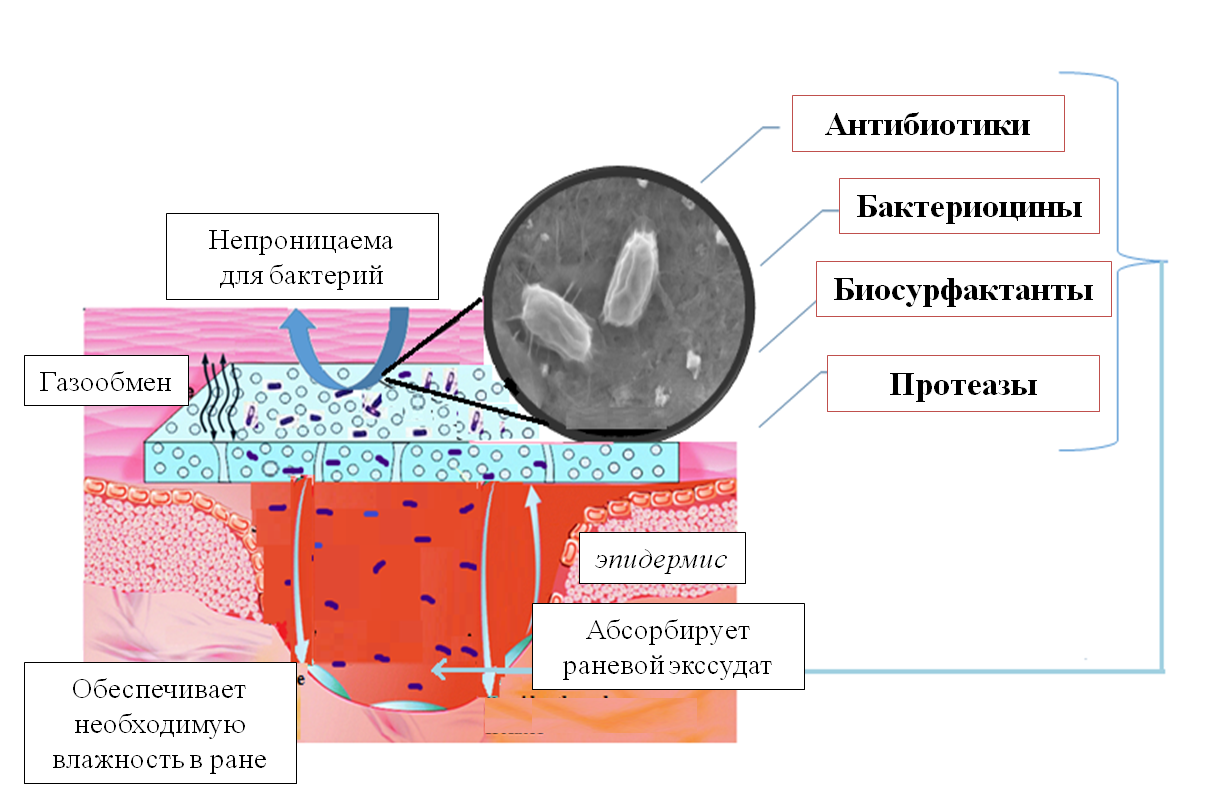 Антибиотики
Бактериоцины
Непроницаема
для бактерий
Биосурфактанты
Газообмен
Протеазы
эпидермис
Абсорбирует
раневой экссудат
Обеспечивает
необходимую
влажность в ране